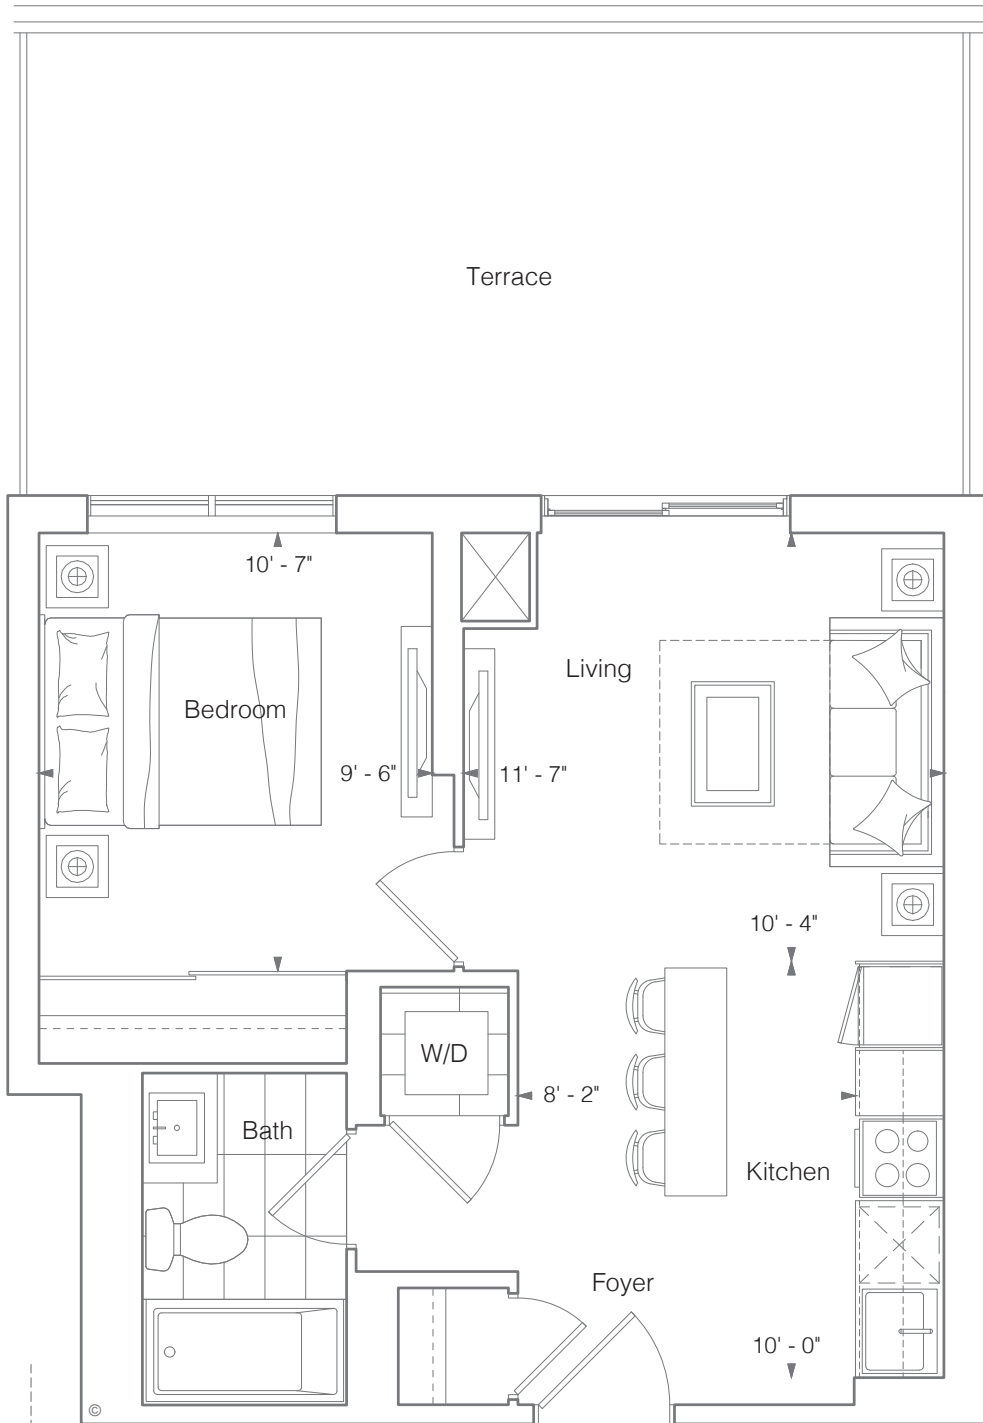 Terrace
10' - 7"
Living
Bedroom
9' - 6"
11' - 7"
10' - 4"
W/D
8' - 2"
Bath
Kitchen
Foyer
10' - 0"
©